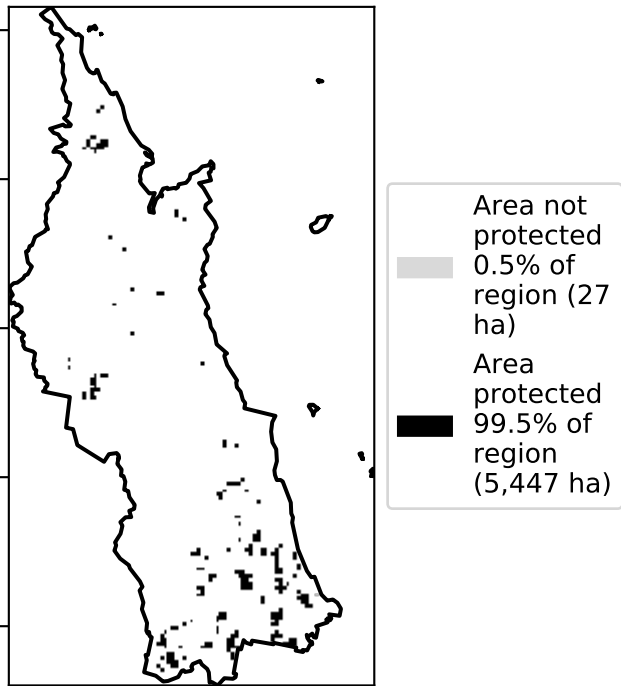 Area not
protected
0.5% of
region (27
ha)
Area
protected
99.5% of
region
(5,447 ha)